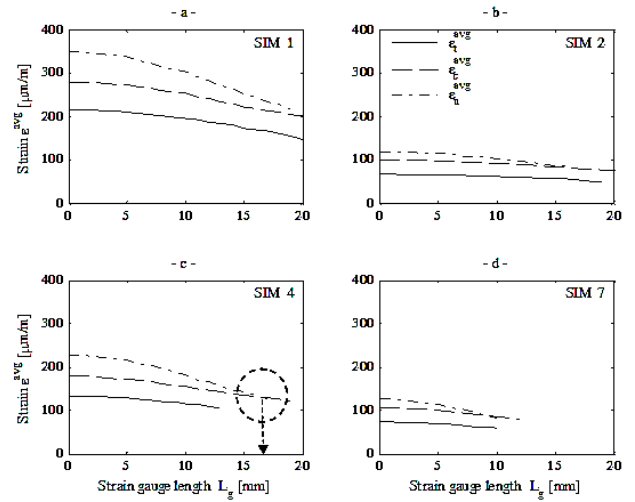 - a -
SIM 1
400
300
200
100
0
0 5 10 15 20
Strain ε^avg [µm/m]
- b -
SIM 2
ε_t^avg
ε_c^avg
ε_u^avg
400
300
200
100
0
0 5 10 15 20
- c -
SIM 4
400
300
200
100
0
0 5 10 15 20
Strain ε^avg [µm/m]
Strain gauge length L_g [mm]
- d -
SIM 7
400
300
200
100
0
0 5 10 15 20
Strain gauge length L_g [mm]